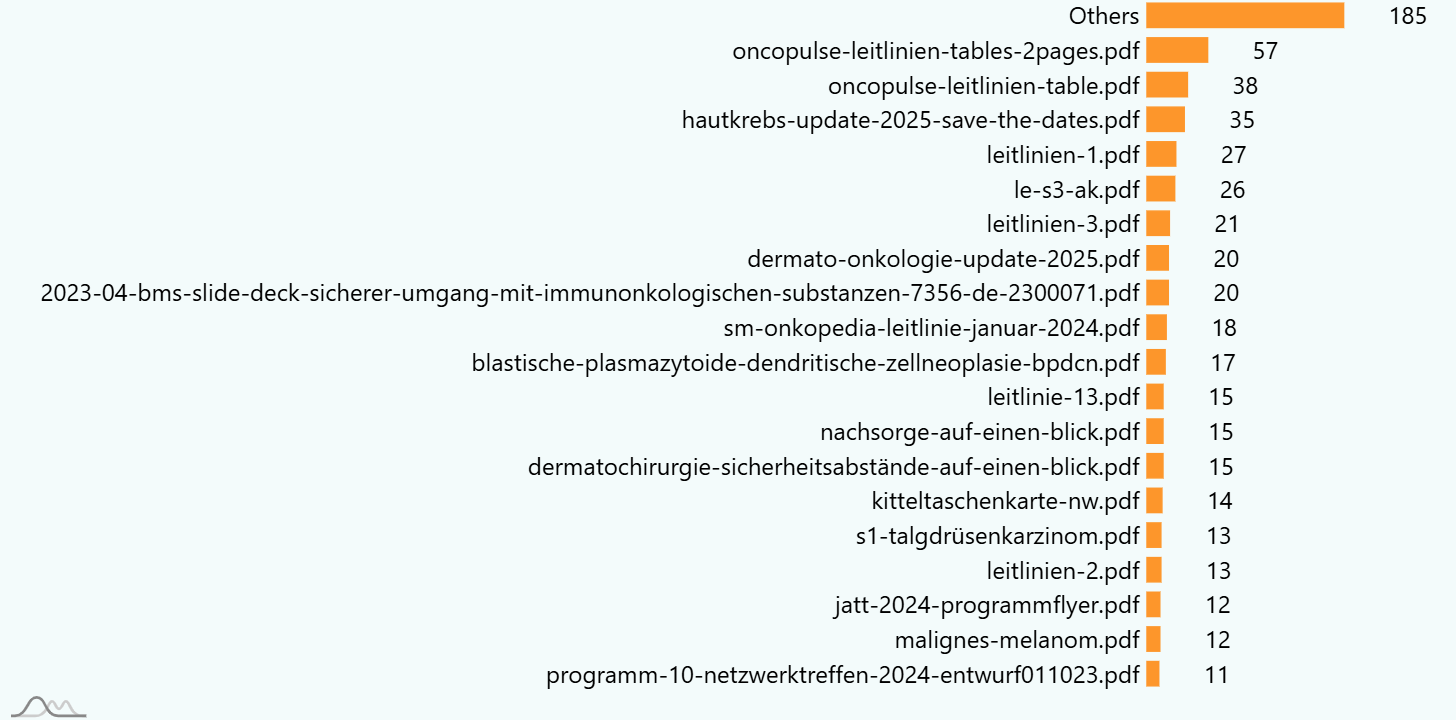 Others 185
oncopulse-leitlinien-tables-2pages.pdf 57
oncopulse-leitlinien-table.pdf 38
hautkrebs-update-2025-save-the-dates.pdf 35
leitlinien-1.pdf 27
le-s3-ak.pdf 26
leitlinien-3.pdf 21
dermato-onkologie-update-2025.pdf 20
2023-04-bms-slide-deck-sicherer-umgang-mit-immunonkologischen-substanzen-7356-de-2300071.pdf 20
sm-onkopedia-leitlinie-januar-2024.pdf 18
blastische-plasmazytoide-dendritische-zellneoplasie-bpdcn.pdf 17
leitlinie-13.pdf 15
nachsorge-auf-einen-blick.pdf 15
dermatochirurgie-sicherheitsabstände-auf-einen-blick.pdf 15
kitteltaschenkarte-nw.pdf 14
s1-talgdrüsenkarzinom.pdf 13
leitlinien-2.pdf 13
jatt-2024-programmflyer.pdf 12
malignes-melanom.pdf 12
programm-10-netzwerktreffen-2024-entwurf011023.pdf 11